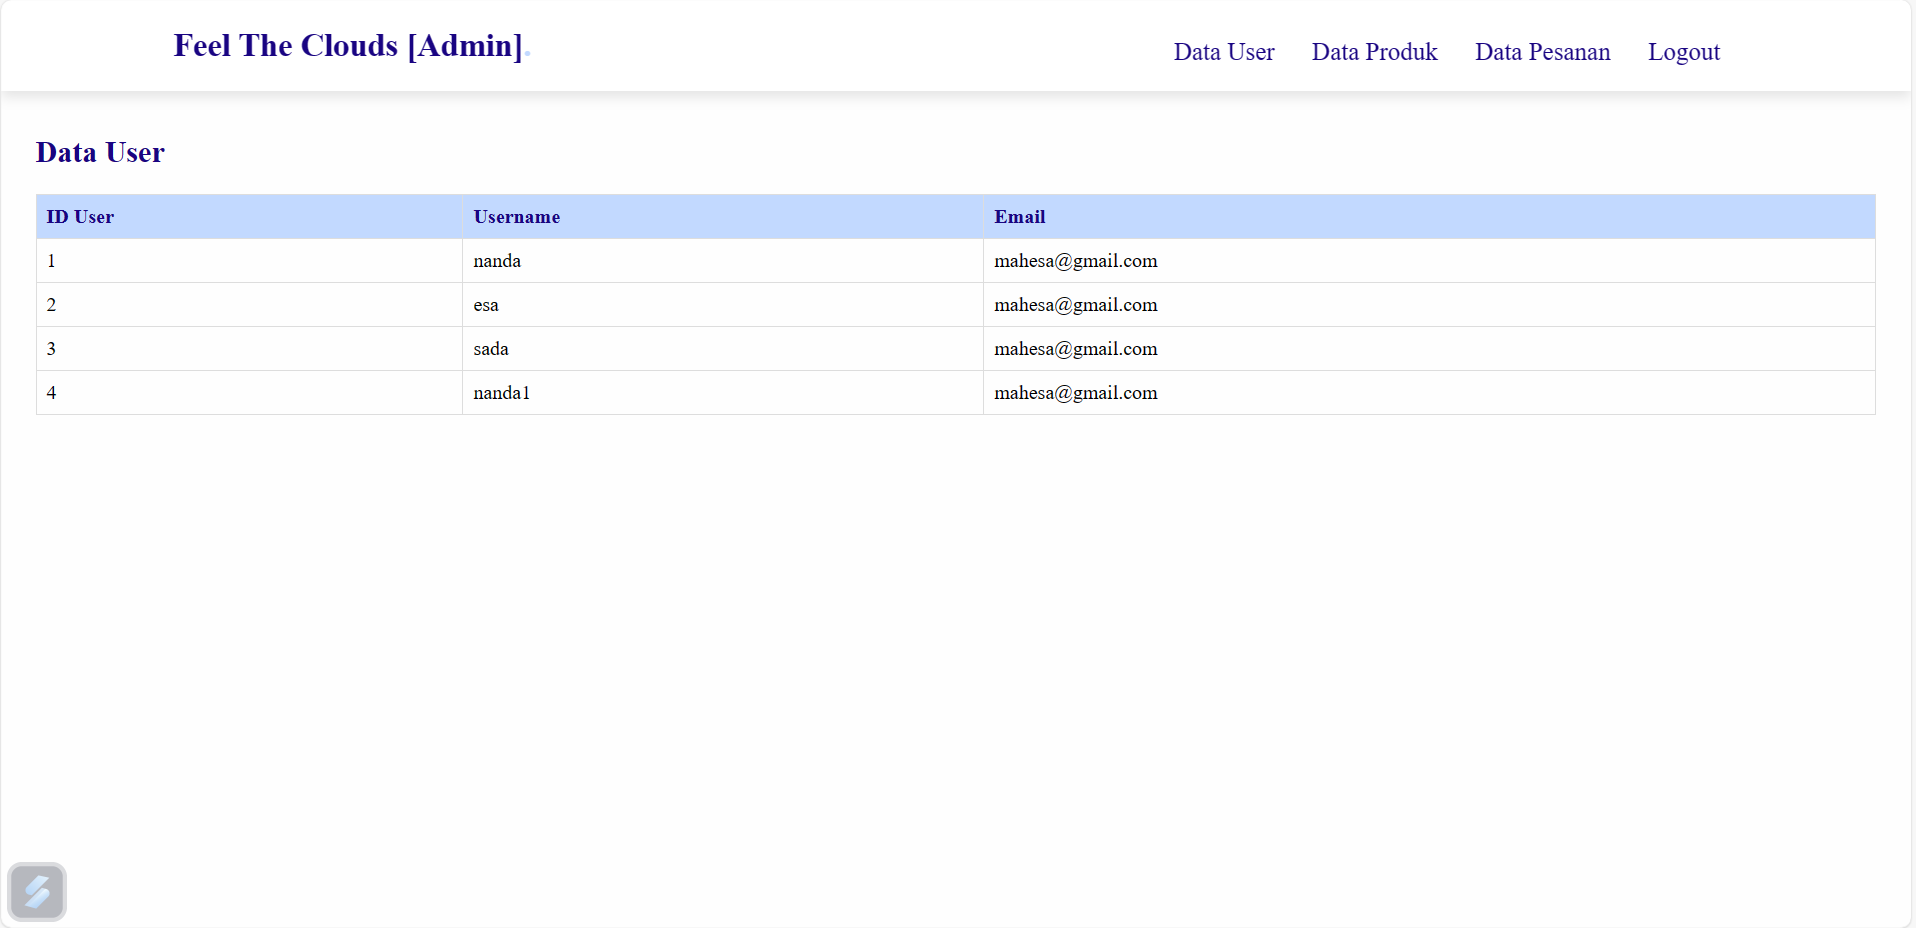 Feel The Clouds [Admin].
Data User Data Produk Data Pesanan Logout
Data User
ID User Username Email
1 nanda mahesa@gmail.com
2 esa mahesa@gmail.com
3 sada mahesa@gmail.com
4 nanda1 mahesa@gmail.com